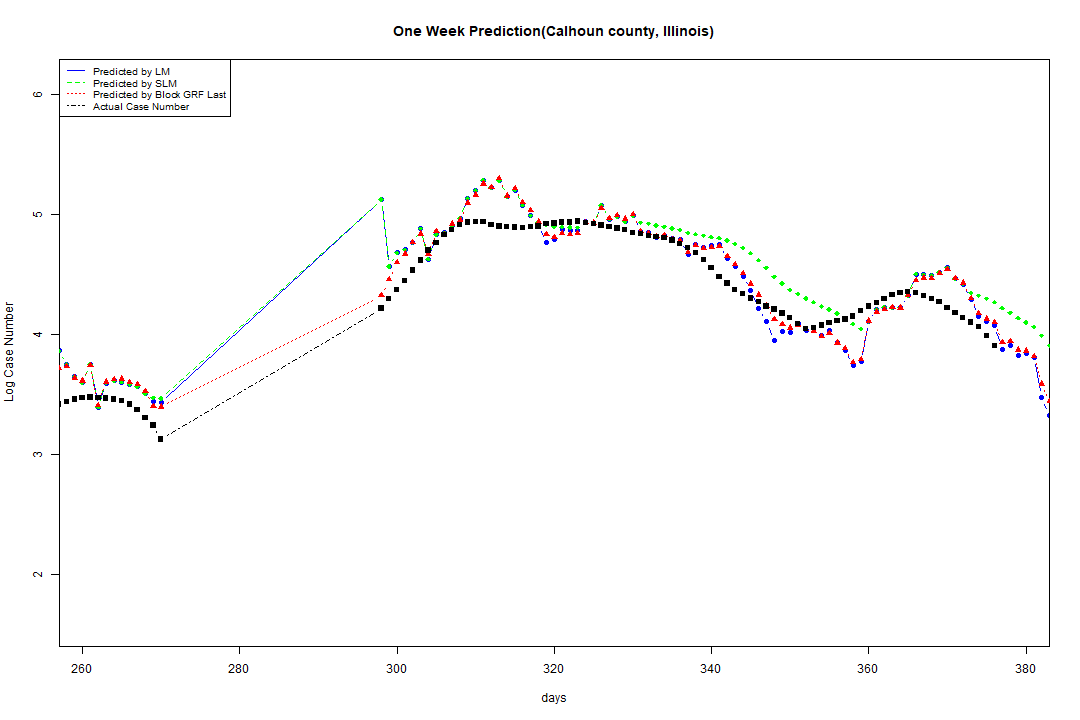 One Week Prediction(Calhoun county, Illinois)
Predicted by LM
Predicted by SLM
Predicted by Block GRF Last
Actual Case Number
Log Case Number
6
5
4
3
2
260 280 300 320 340 360 380
days